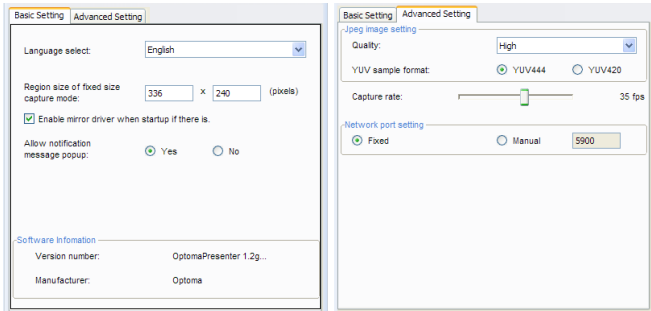 Basic Setting Advanced Setting
Language select: English
Region size of fixed size
capture mode: 336 x 240 (pixels)
Enable mirror driver when startup if there is.
Allow notification
message popup: Yes No
Software Infomation
Version number: OptomaPresenter 1.2g...
Manufacturer: Optoma
Basic Setting Advanced Setting
Jpeg image setting
Quality: High
YUV sample format: YUV444 YUV420
Capture rate: 35 fps
Network port setting
Fixed Manual 5900